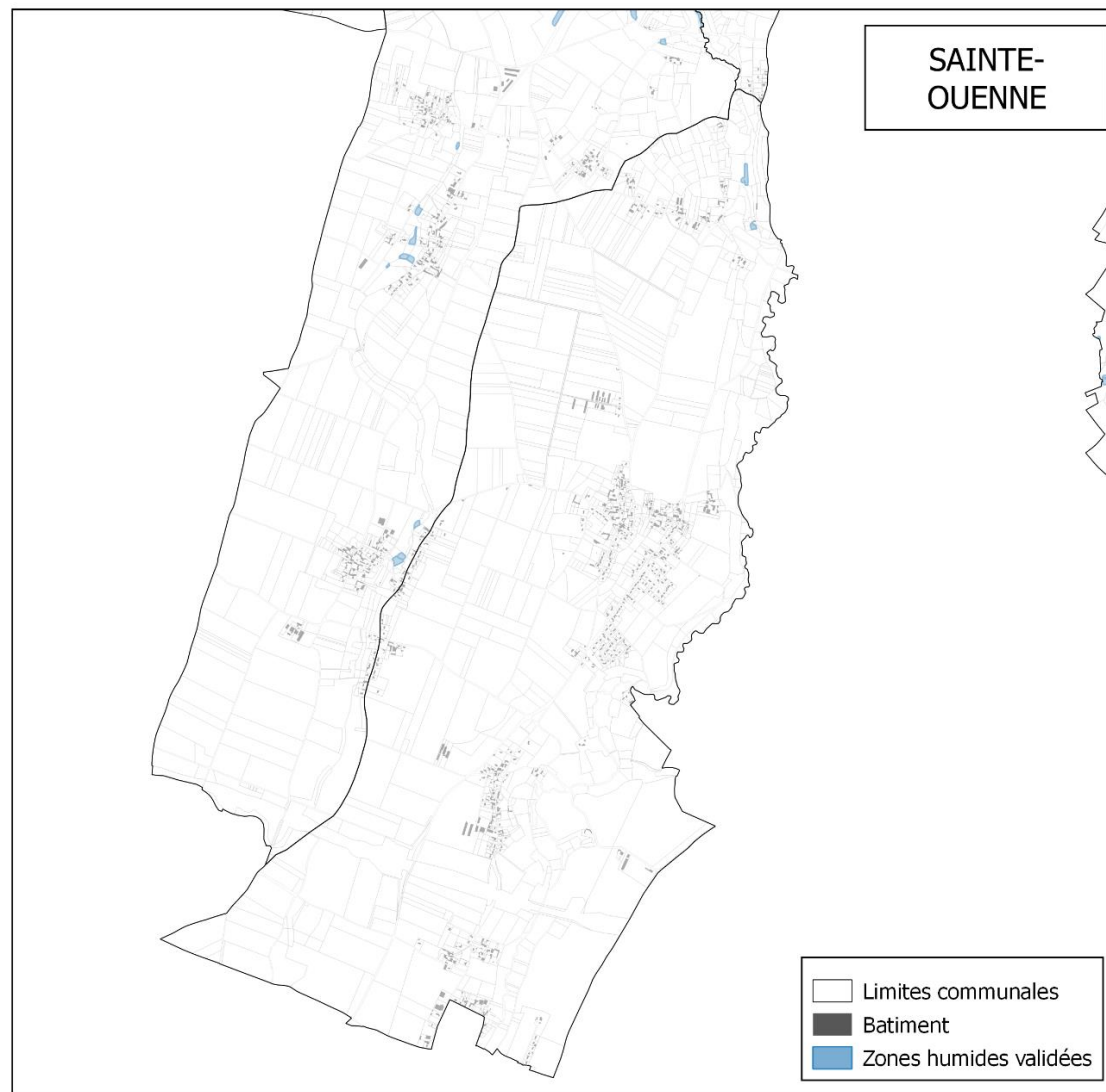 SAINTE-
OUENNE
Limites communales
Batiment
Zones humides validées